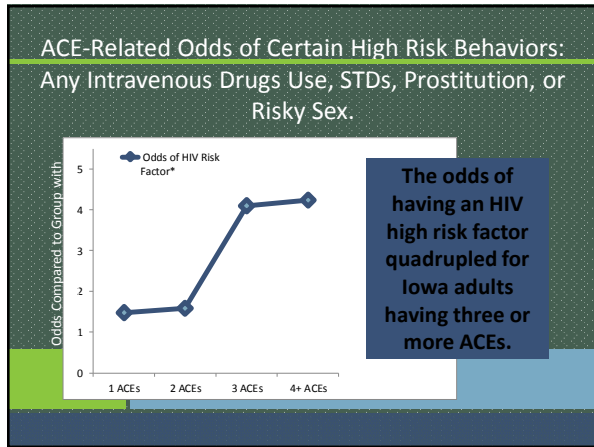 ACE-Related Odds of Certain High Risk Behaviors:
Any Intravenous Drugs Use, STDs, Prostitution, or
Risky Sex.
Odds Compared to Group with
Odds of HIV Risk
Factor*
5
4
3
2
1
0
1 ACEs
2 ACEs
3 ACEs
4+ ACEs
The odds of
having an HIV
high risk factor
quadrupled for
Iowa adults
having three or
more ACEs.